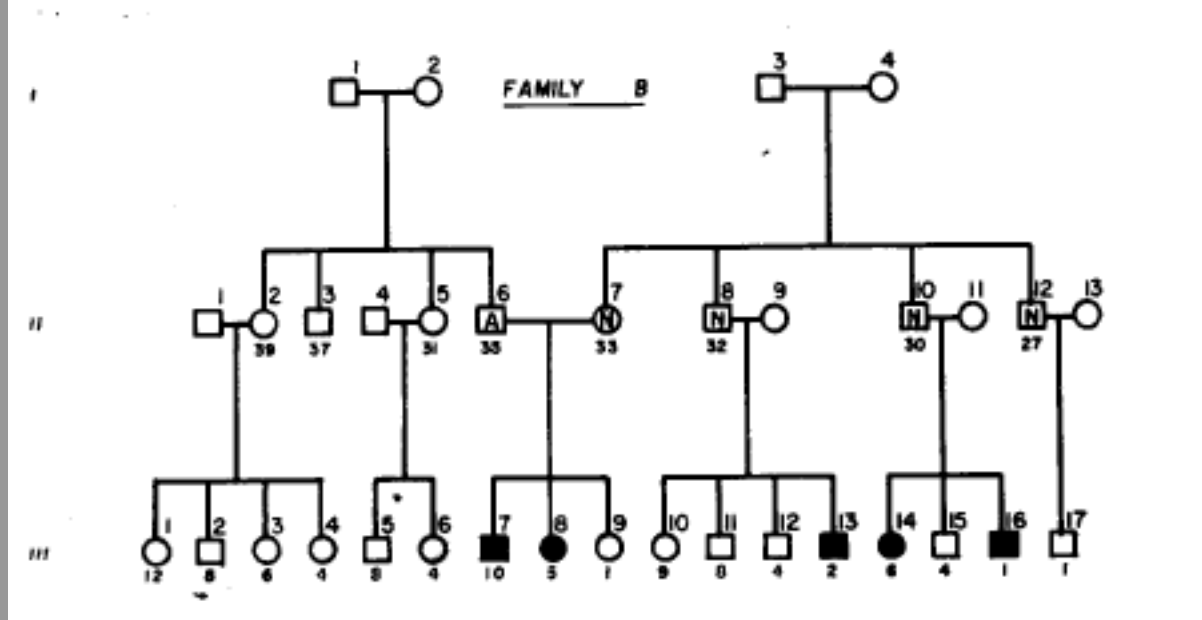 1 2 FAMILY B 3 4
I
1 2 3 4 5 6 7 8 9 10 11 12 13
II A N N N N
39 37 31 35 33 32 30 27
1 2 3 4 5 6 7 8 9 10 11 12 13 14 15 16 17
III
12 8 6 4 8 4 10 5 1 9 8 4 2 6 4 1 1